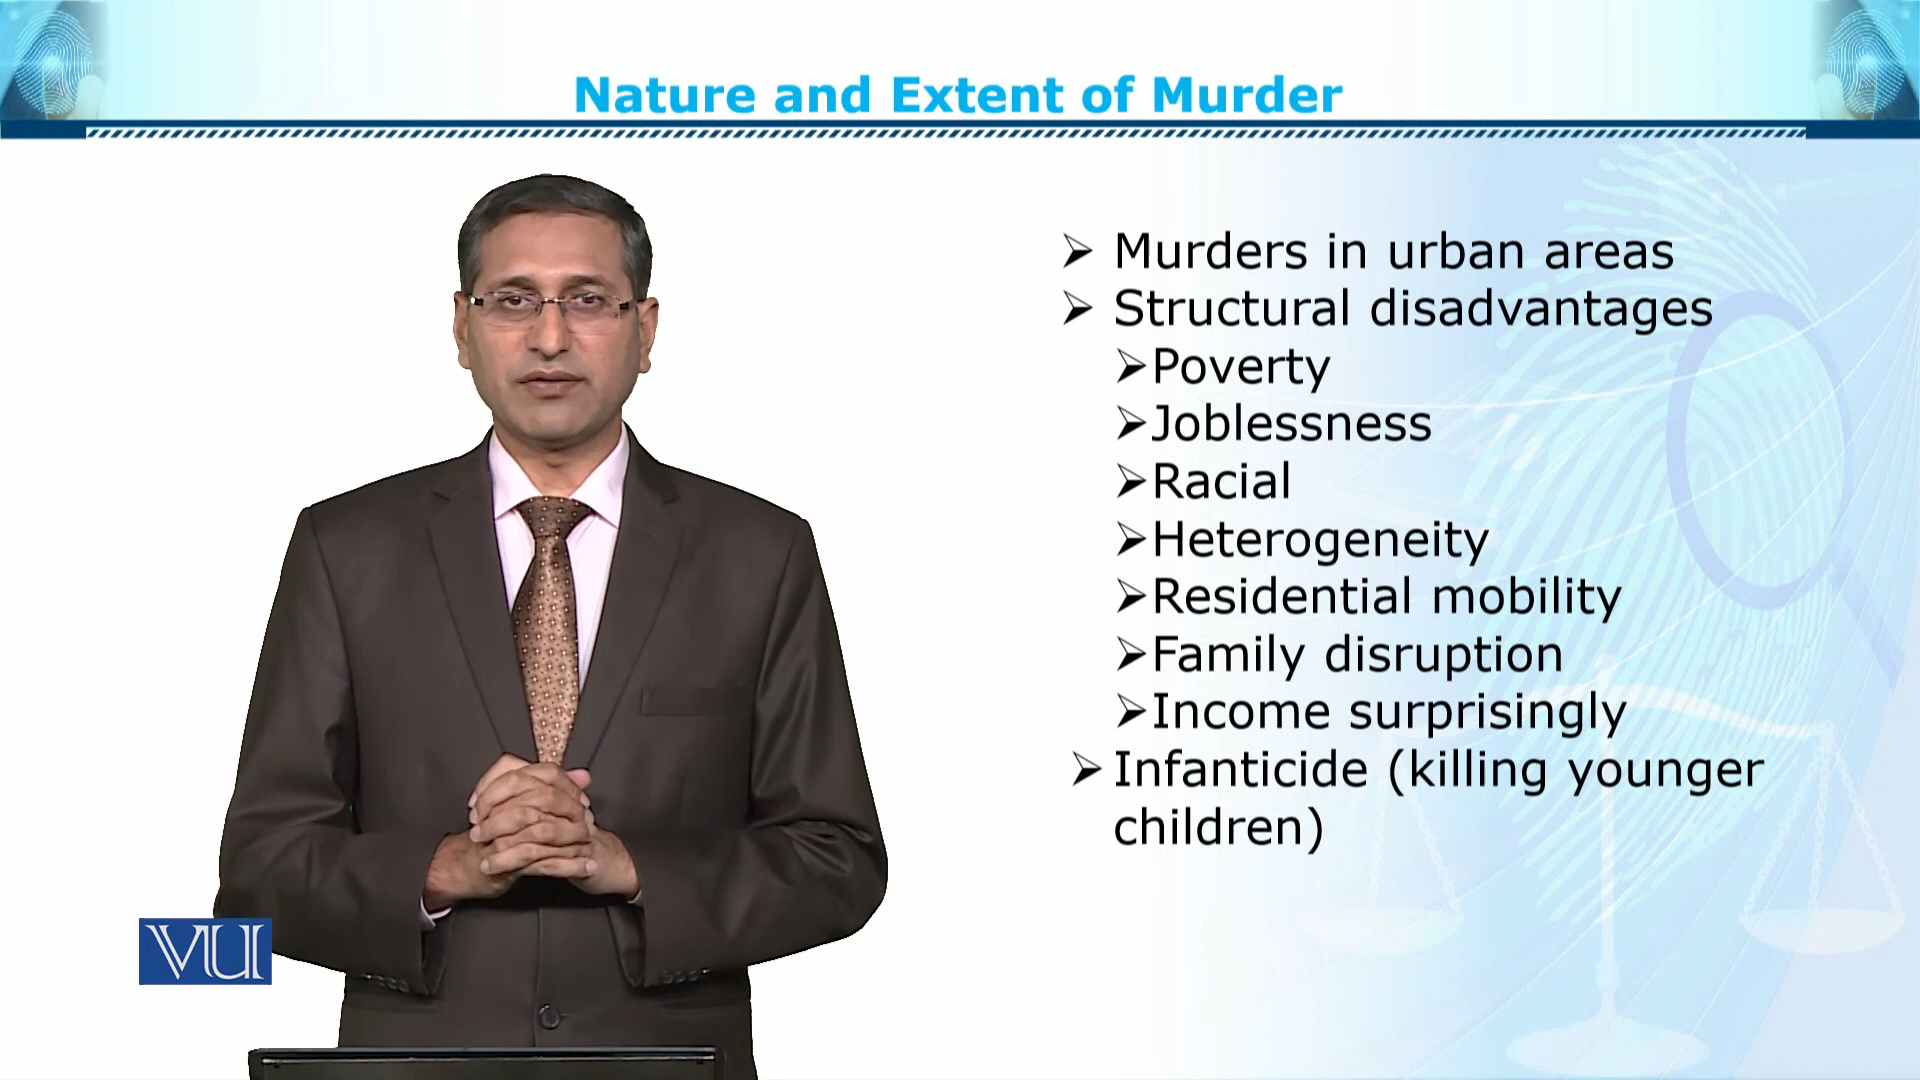 Nature and Extent of Murder
➢ Murders in urban areas
➢ Structural disadvantages
➢Poverty
➢Joblessness
➢Racial
➢Heterogeneity
➢Residential mobility
➢Family disruption
➢Income surprisingly
➢Infanticide (killing younger
children)
VU